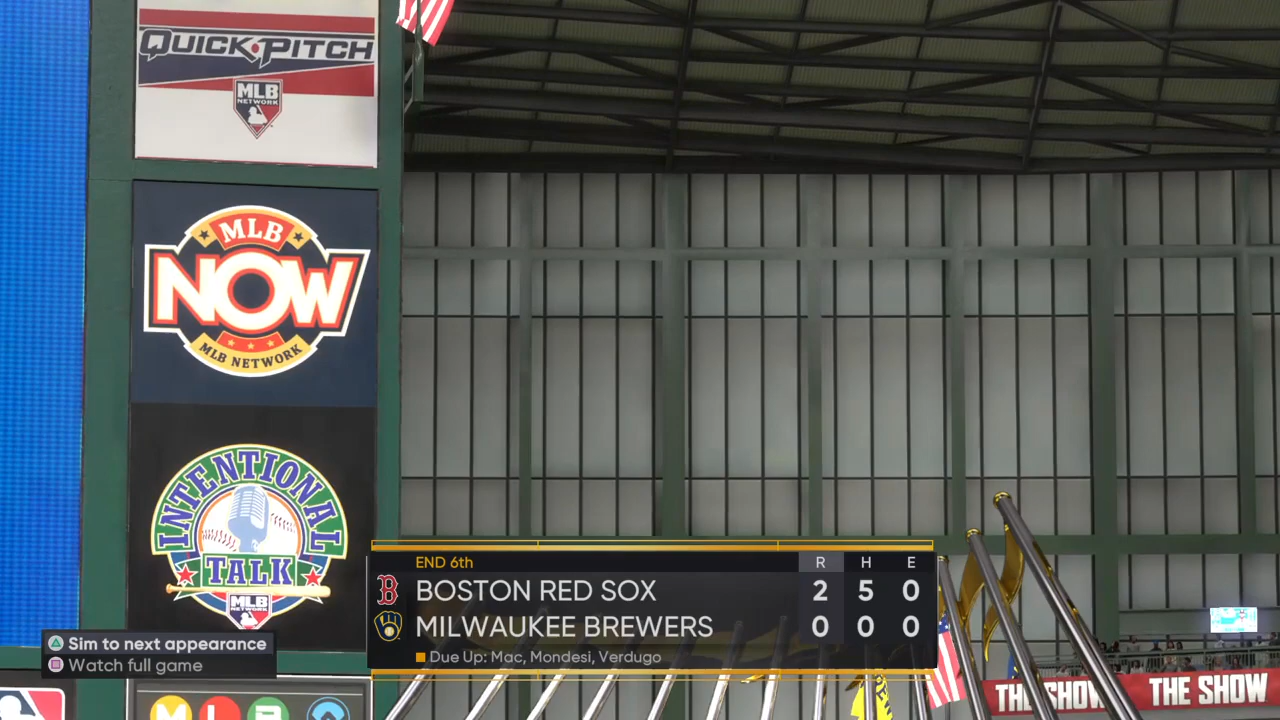 QUICK PITCH
MLB
NETWORK
MLB
NOW
MLB NETWORK
INTENTIONAL
TALK
MLB
NETWORK
END 6th R H E
BOSTON RED SOX 2 5 0
MILWAUKEE BREWERS 0 0 0
Due Up: Mac, Mondesi, Verdugo
Sim to next appearance
Watch full game
THE SHOW THE SHOW